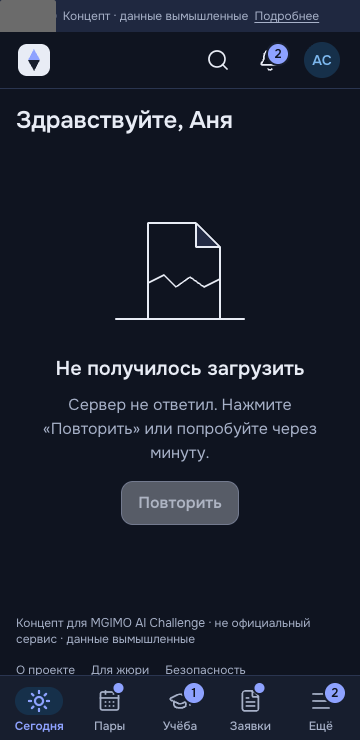 Концепт · данные вымышленные Подробнее
2
АС
Здравствуйте, Аня
Не получилось загрузить
Сервер не ответил. Нажмите
«Повторить» или попробуйте через
минуту.
Повторить
Концепт для MGIMO AI Challenge · не официальный
сервис · данные вымышленные
О проекте Для жюри Безопасность
1 2
Сегодня Пары Учёба Заявки Ещё